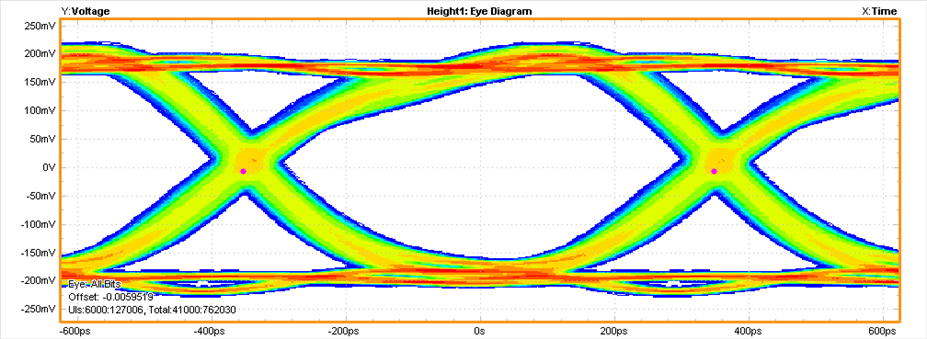 Y:Voltage Height1: Eye Diagram X:Time
250mV
200mV
150mV
100mV
50mV
0V
-50mV
-100mV
-150mV
-200mV
-250mV
Eye: All Bits
Offset: -0.0059519
UIs:6000:127006, Total:41000:762030
-600ps -400ps -200ps 0s 200ps 400ps 600ps